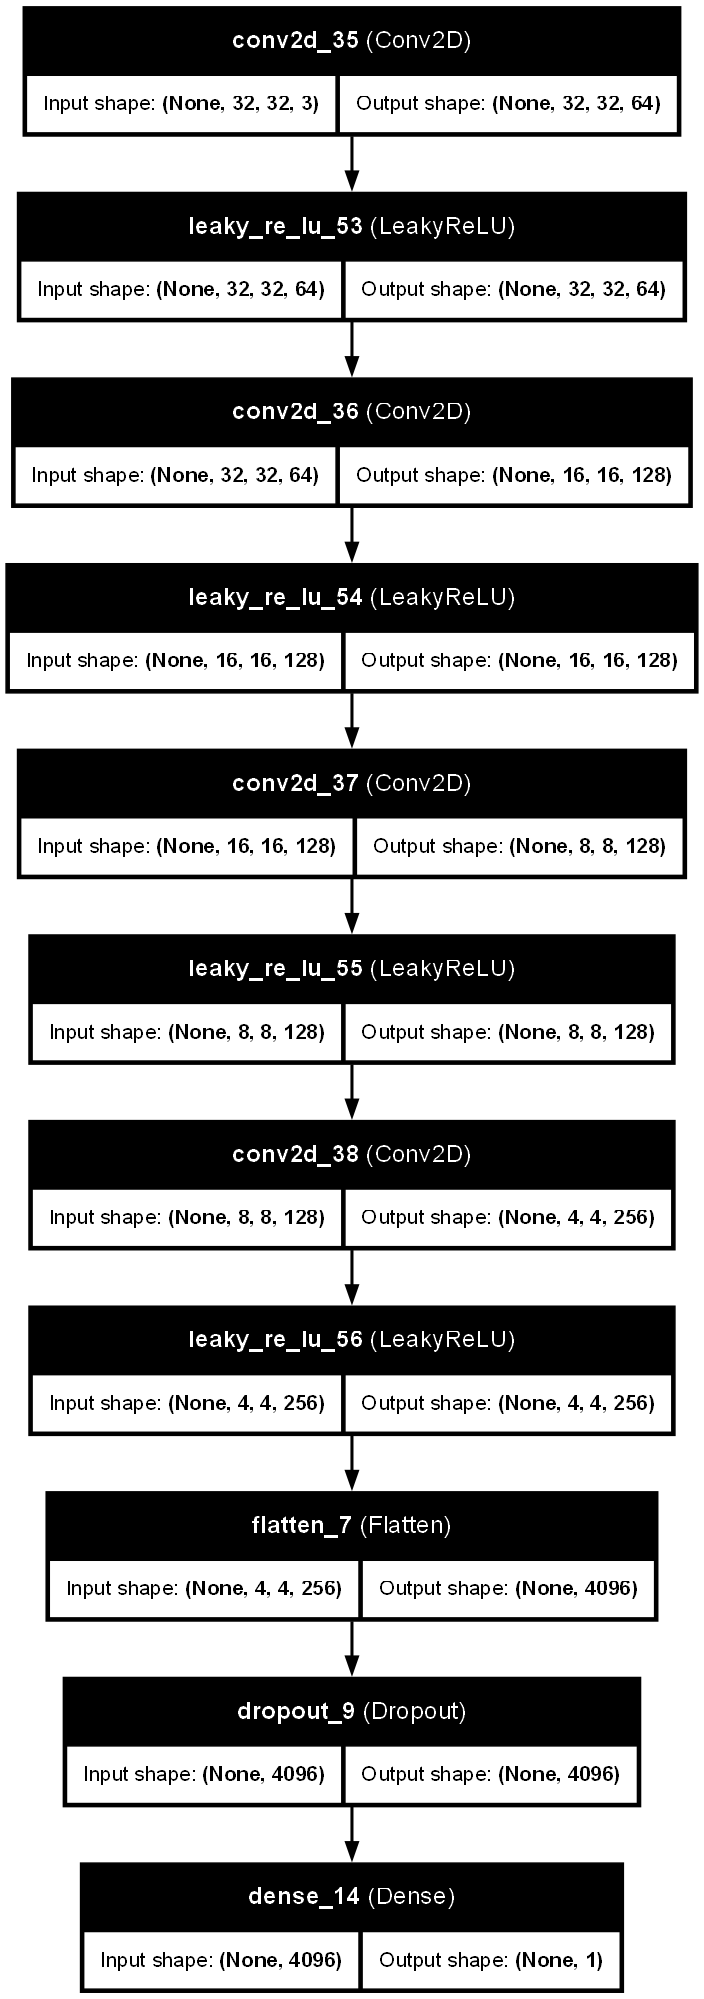 conv2d_35 (Conv2D)
Input shape: (None, 32, 32, 3) Output shape: (None, 32, 32, 64)
leaky_re_lu_53 (LeakyReLU)
Input shape: (None, 32, 32, 64) Output shape: (None, 32, 32, 64)
conv2d_36 (Conv2D)
Input shape: (None, 32, 32, 64) Output shape: (None, 16, 16, 128)
leaky_re_lu_54 (LeakyReLU)
Input shape: (None, 16, 16, 128) Output shape: (None, 16, 16, 128)
conv2d_37 (Conv2D)
Input shape: (None, 16, 16, 128) Output shape: (None, 8, 8, 128)
leaky_re_lu_55 (LeakyReLU)
Input shape: (None, 8, 8, 128) Output shape: (None, 8, 8, 128)
conv2d_38 (Conv2D)
Input shape: (None, 8, 8, 128) Output shape: (None, 4, 4, 256)
leaky_re_lu_56 (LeakyReLU)
Input shape: (None, 4, 4, 256) Output shape: (None, 4, 4, 256)
flatten_7 (Flatten)
Input shape: (None, 4, 4, 256) Output shape: (None, 4096)
dropout_9 (Dropout)
Input shape: (None, 4096) Output shape: (None, 4096)
dense_14 (Dense)
Input shape: (None, 4096) Output shape: (None, 1)